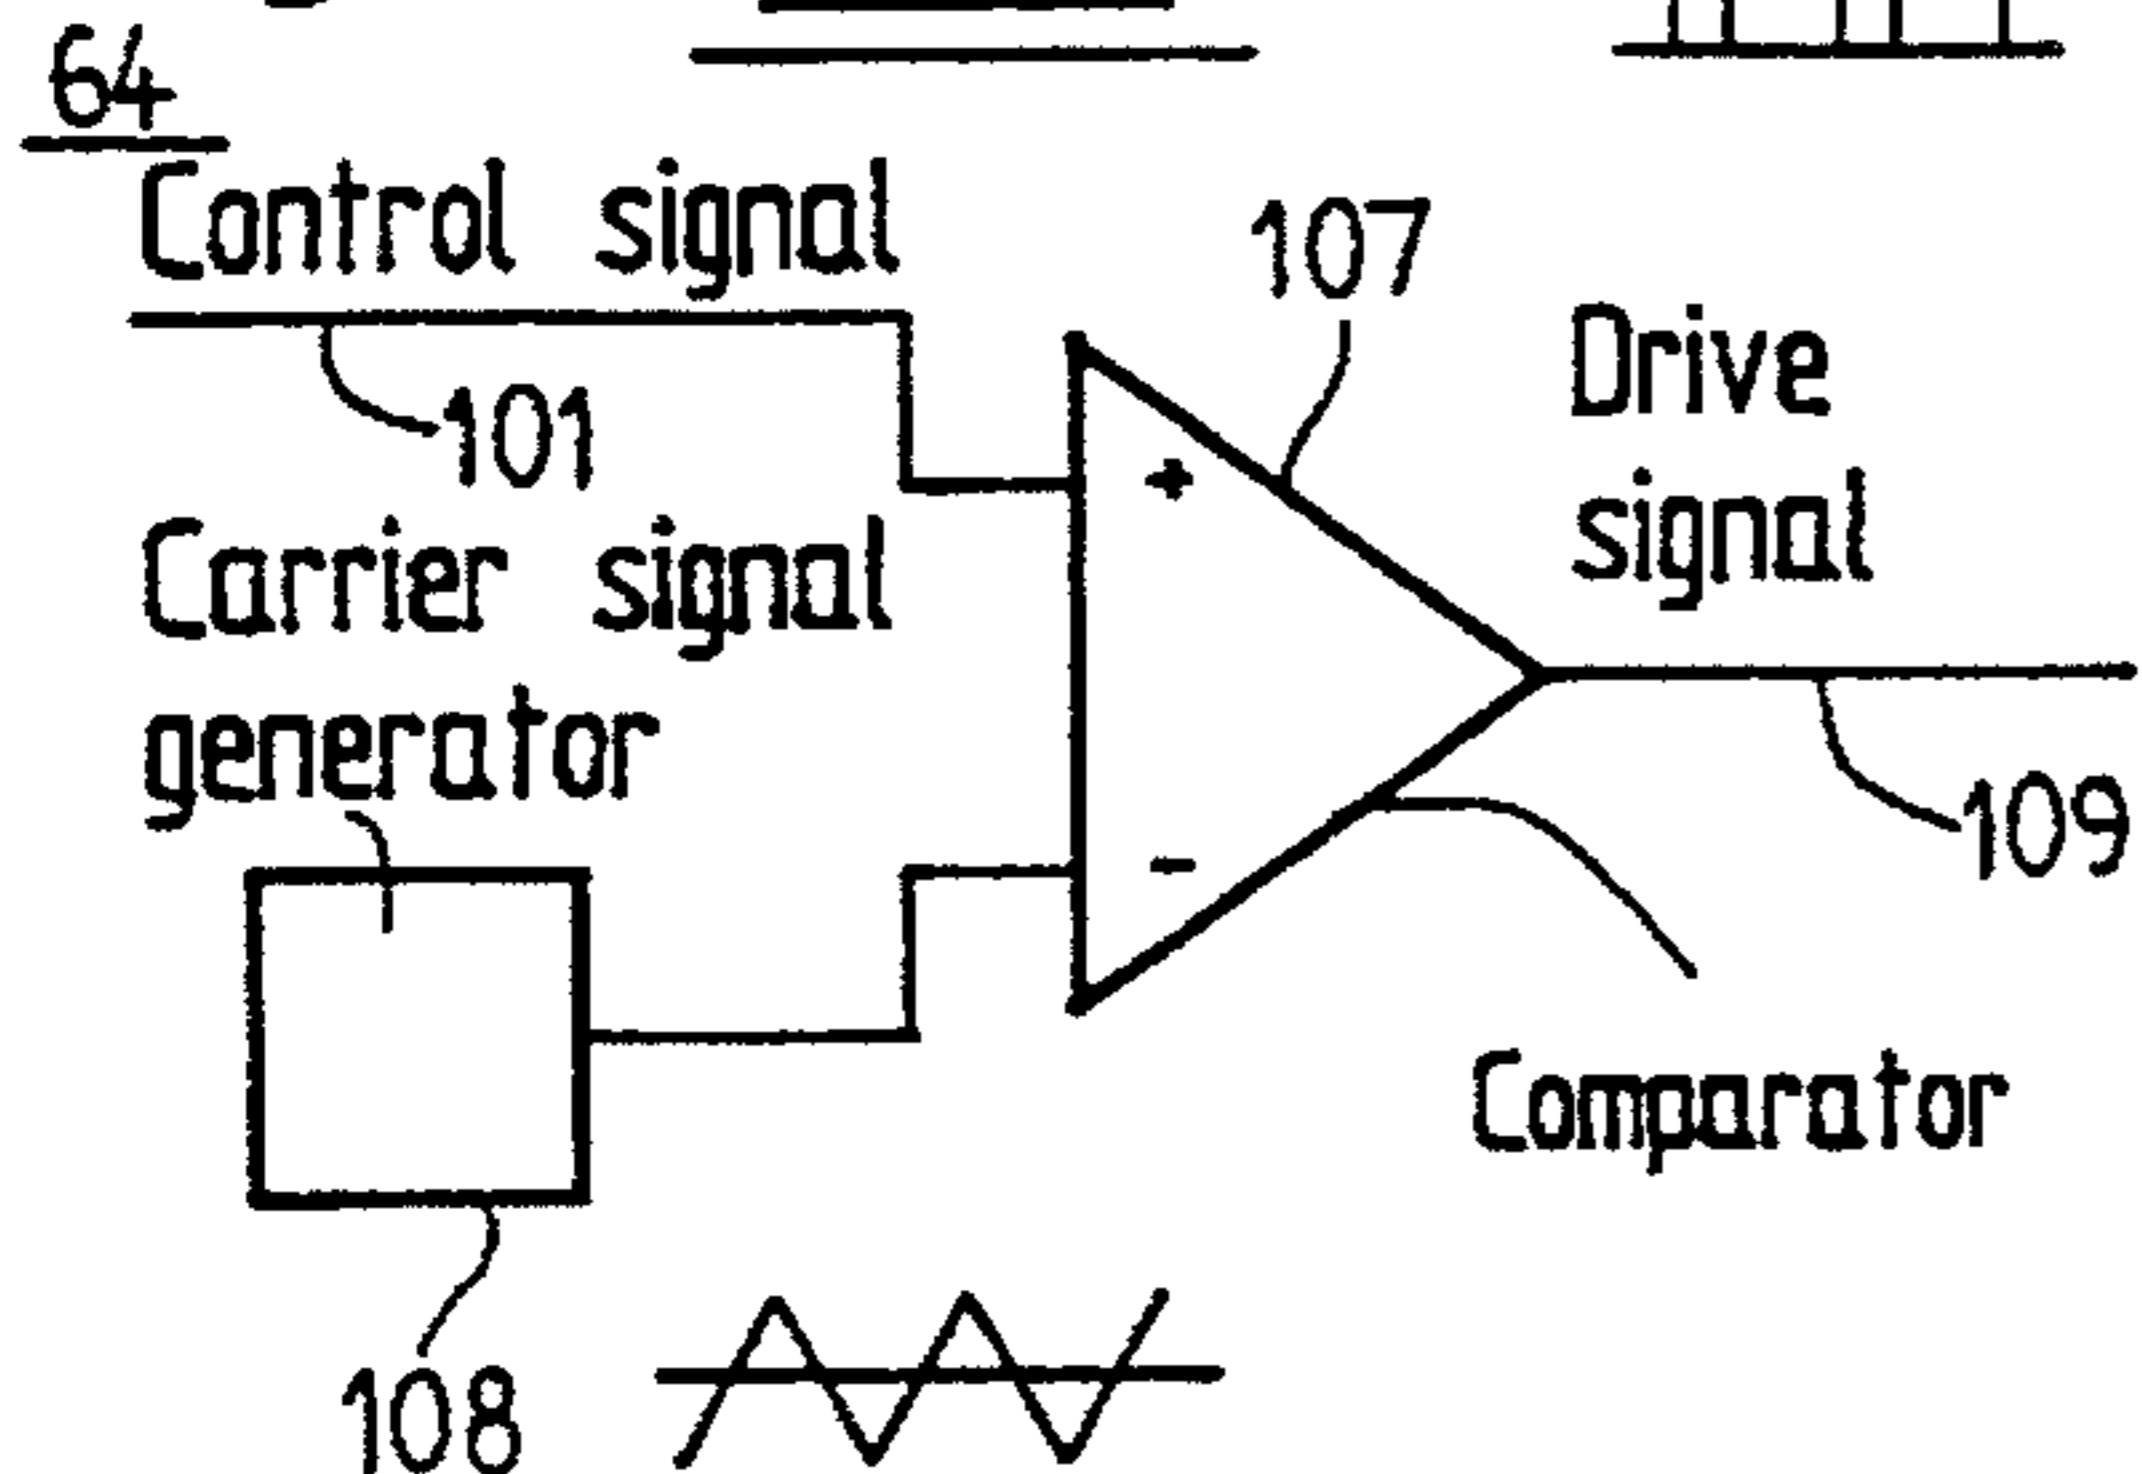 64
Control signal
107
101
Drive
signal
Carrier signal
generator
+
-
109
Comparator
108